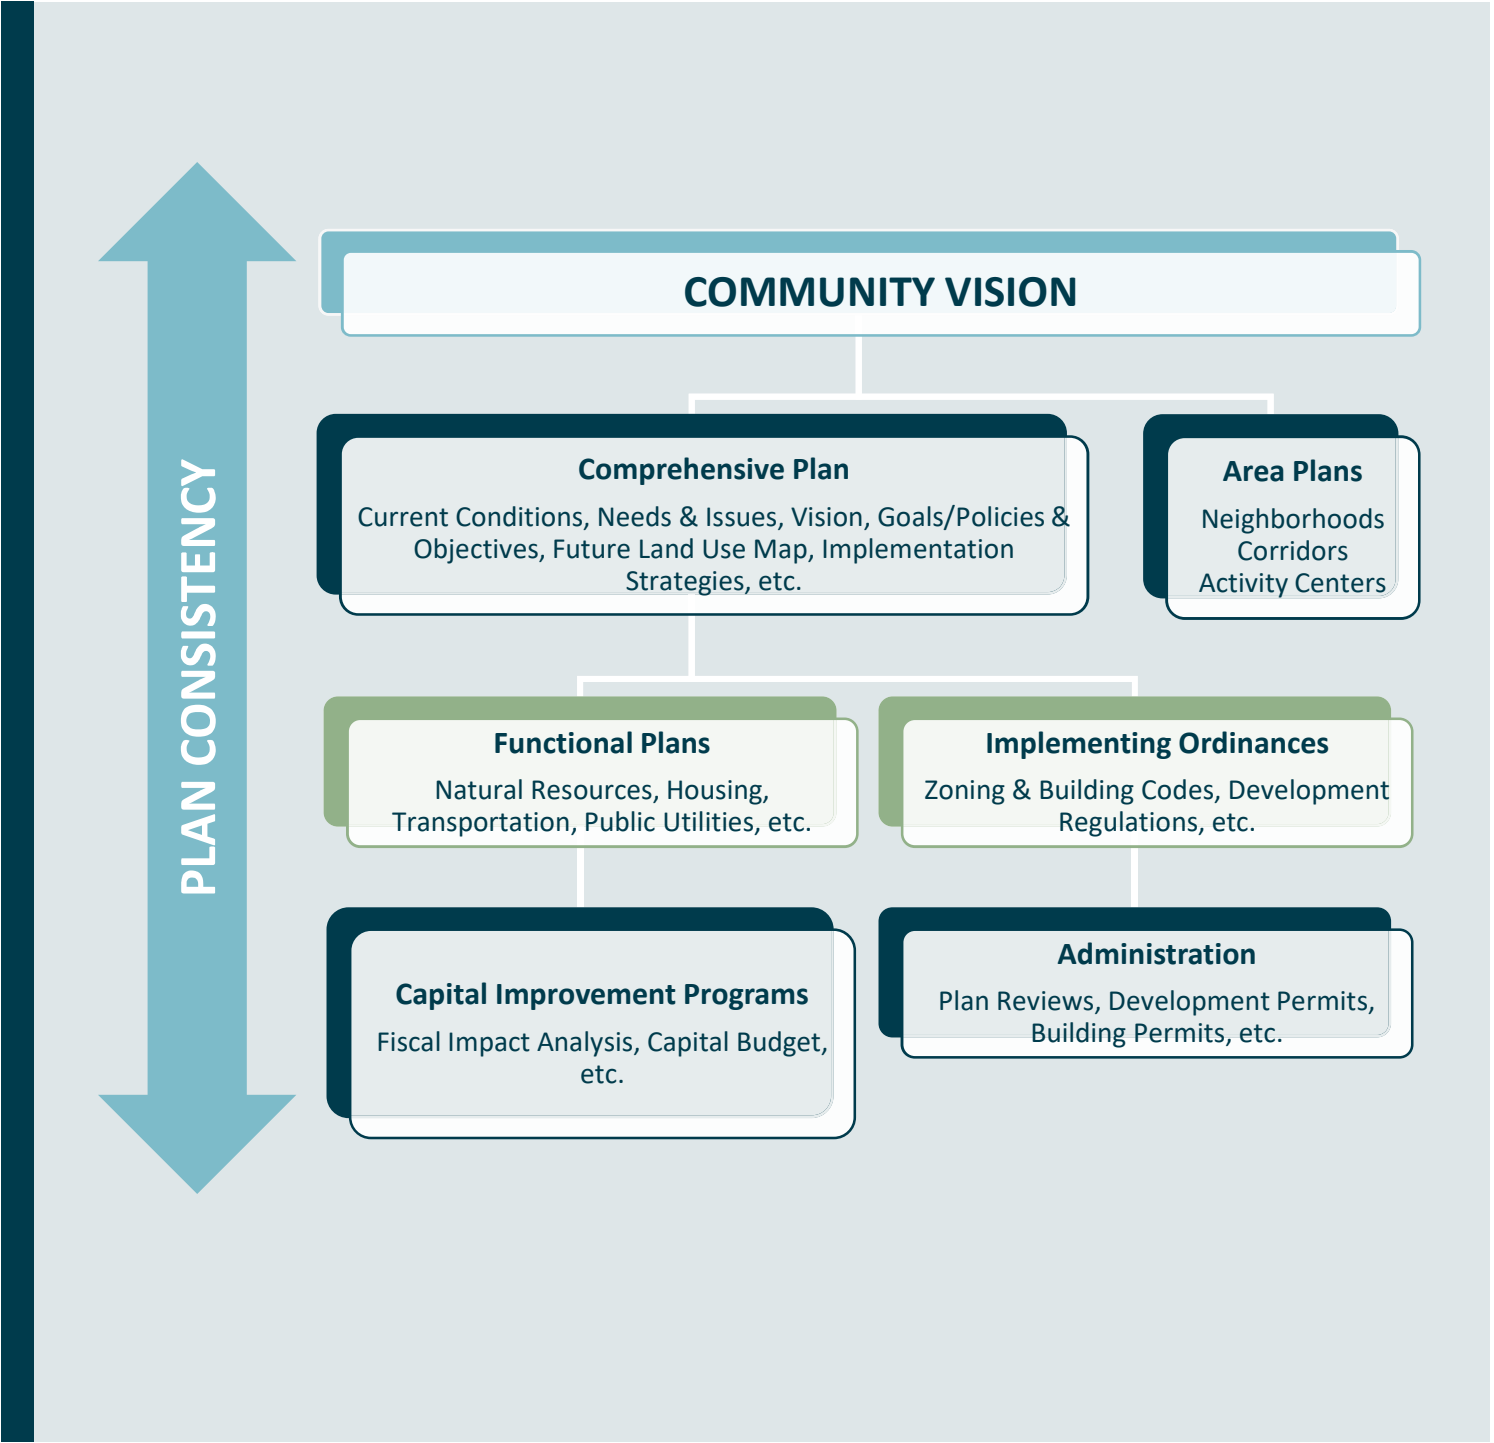 PLAN CONSISTENCY
COMMUNITY VISION
Comprehensive Plan
Current Conditions, Needs & Issues, Vision, Goals/Policies &
Objectives, Future Land Use Map, Implementation
Strategies, etc.
Area Plans
Neighborhoods
Corridors
Activity Centers
Functional Plans
Natural Resources, Housing,
Transportation, Public Utilities, etc.
Implementing Ordinances
Zoning & Building Codes, Development
Regulations, etc.
Capital Improvement Programs
Fiscal Impact Analysis, Capital Budget,
etc.
Administration
Plan Reviews, Development Permits,
Building Permits, etc.